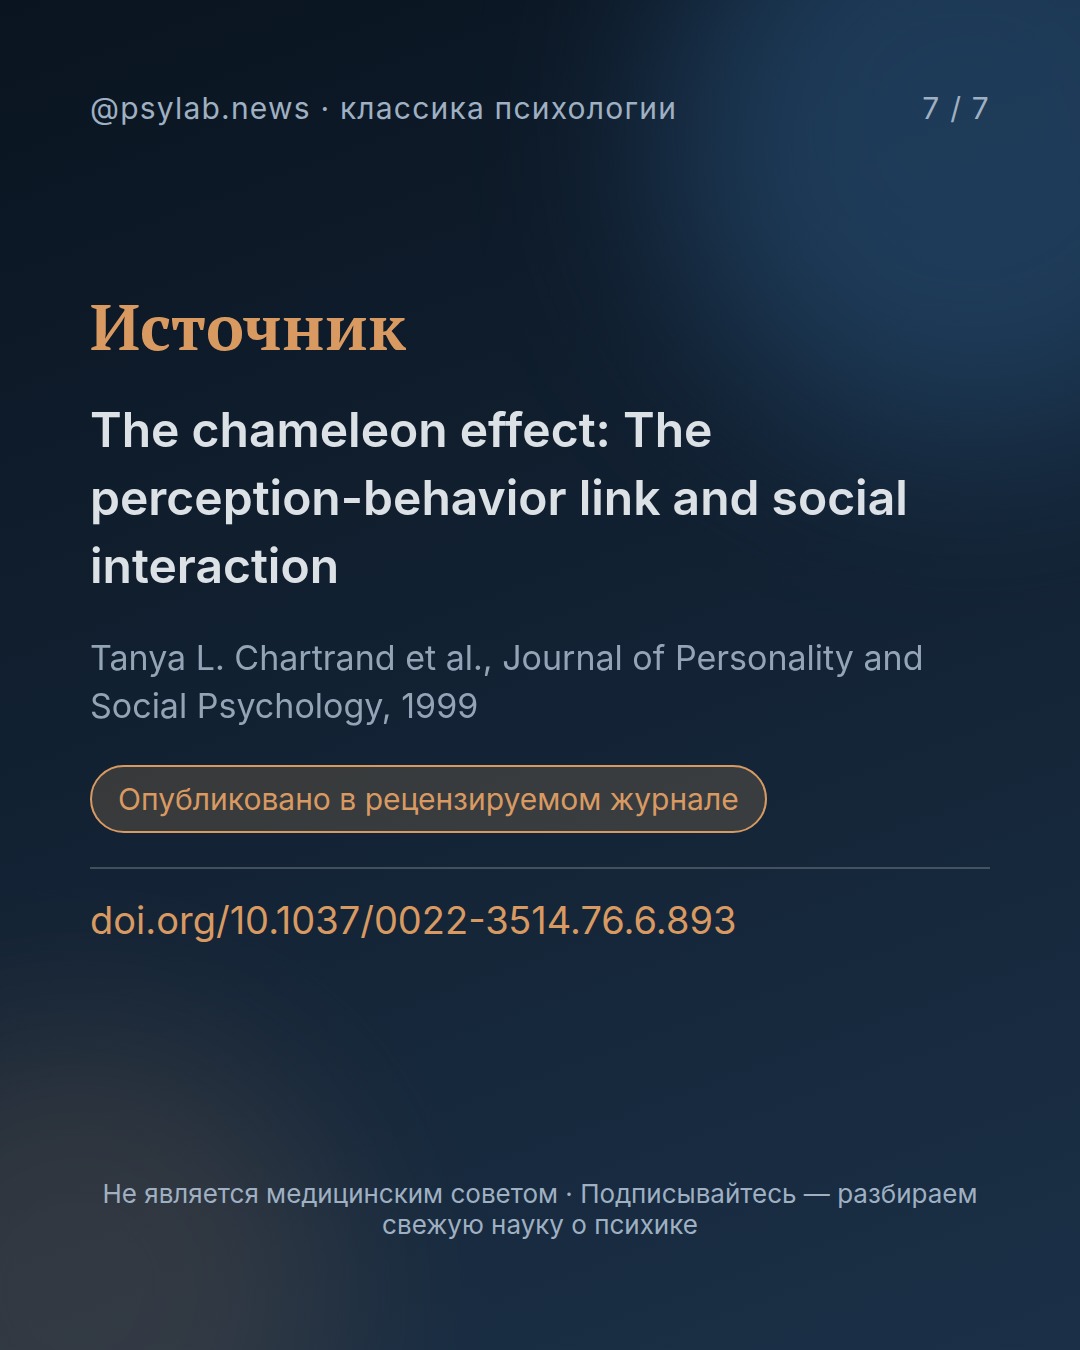 @psylab.news · классика психологии
7 / 7
Источник
The chameleon effect: The
perception-behavior link and social
interaction
Tanya L. Chartrand et al., Journal of Personality and
Social Psychology, 1999
Опубликовано в рецензируемом журнале
doi.org/10.1037/0022-3514.76.6.893
Не является медицинским советом · Подписывайтесь — разбираем
свежую науку о психике